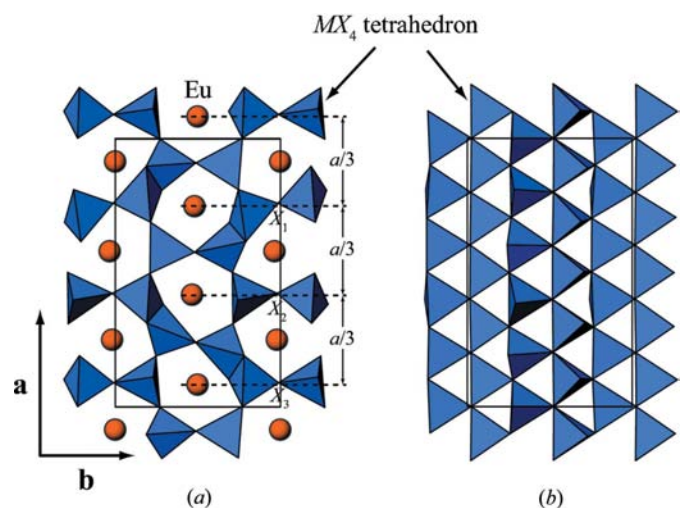 MX₄ tetrahedron
Eu
a/3
X₁
a/3
X₂
a/3
X₃
a
b
(a)
(b)